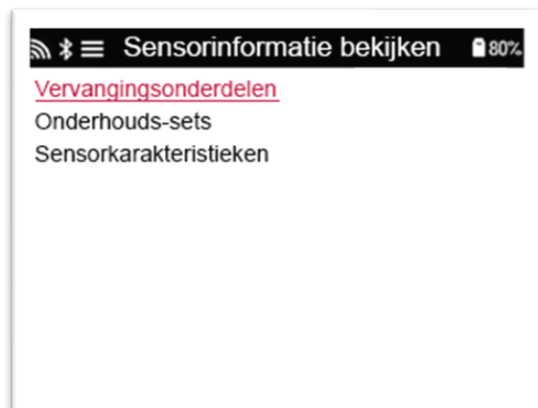 Sensorinformatie bekijken 80%
Vervangingsonderdelen
Onderhouds-sets
Sensorkarakteristieken